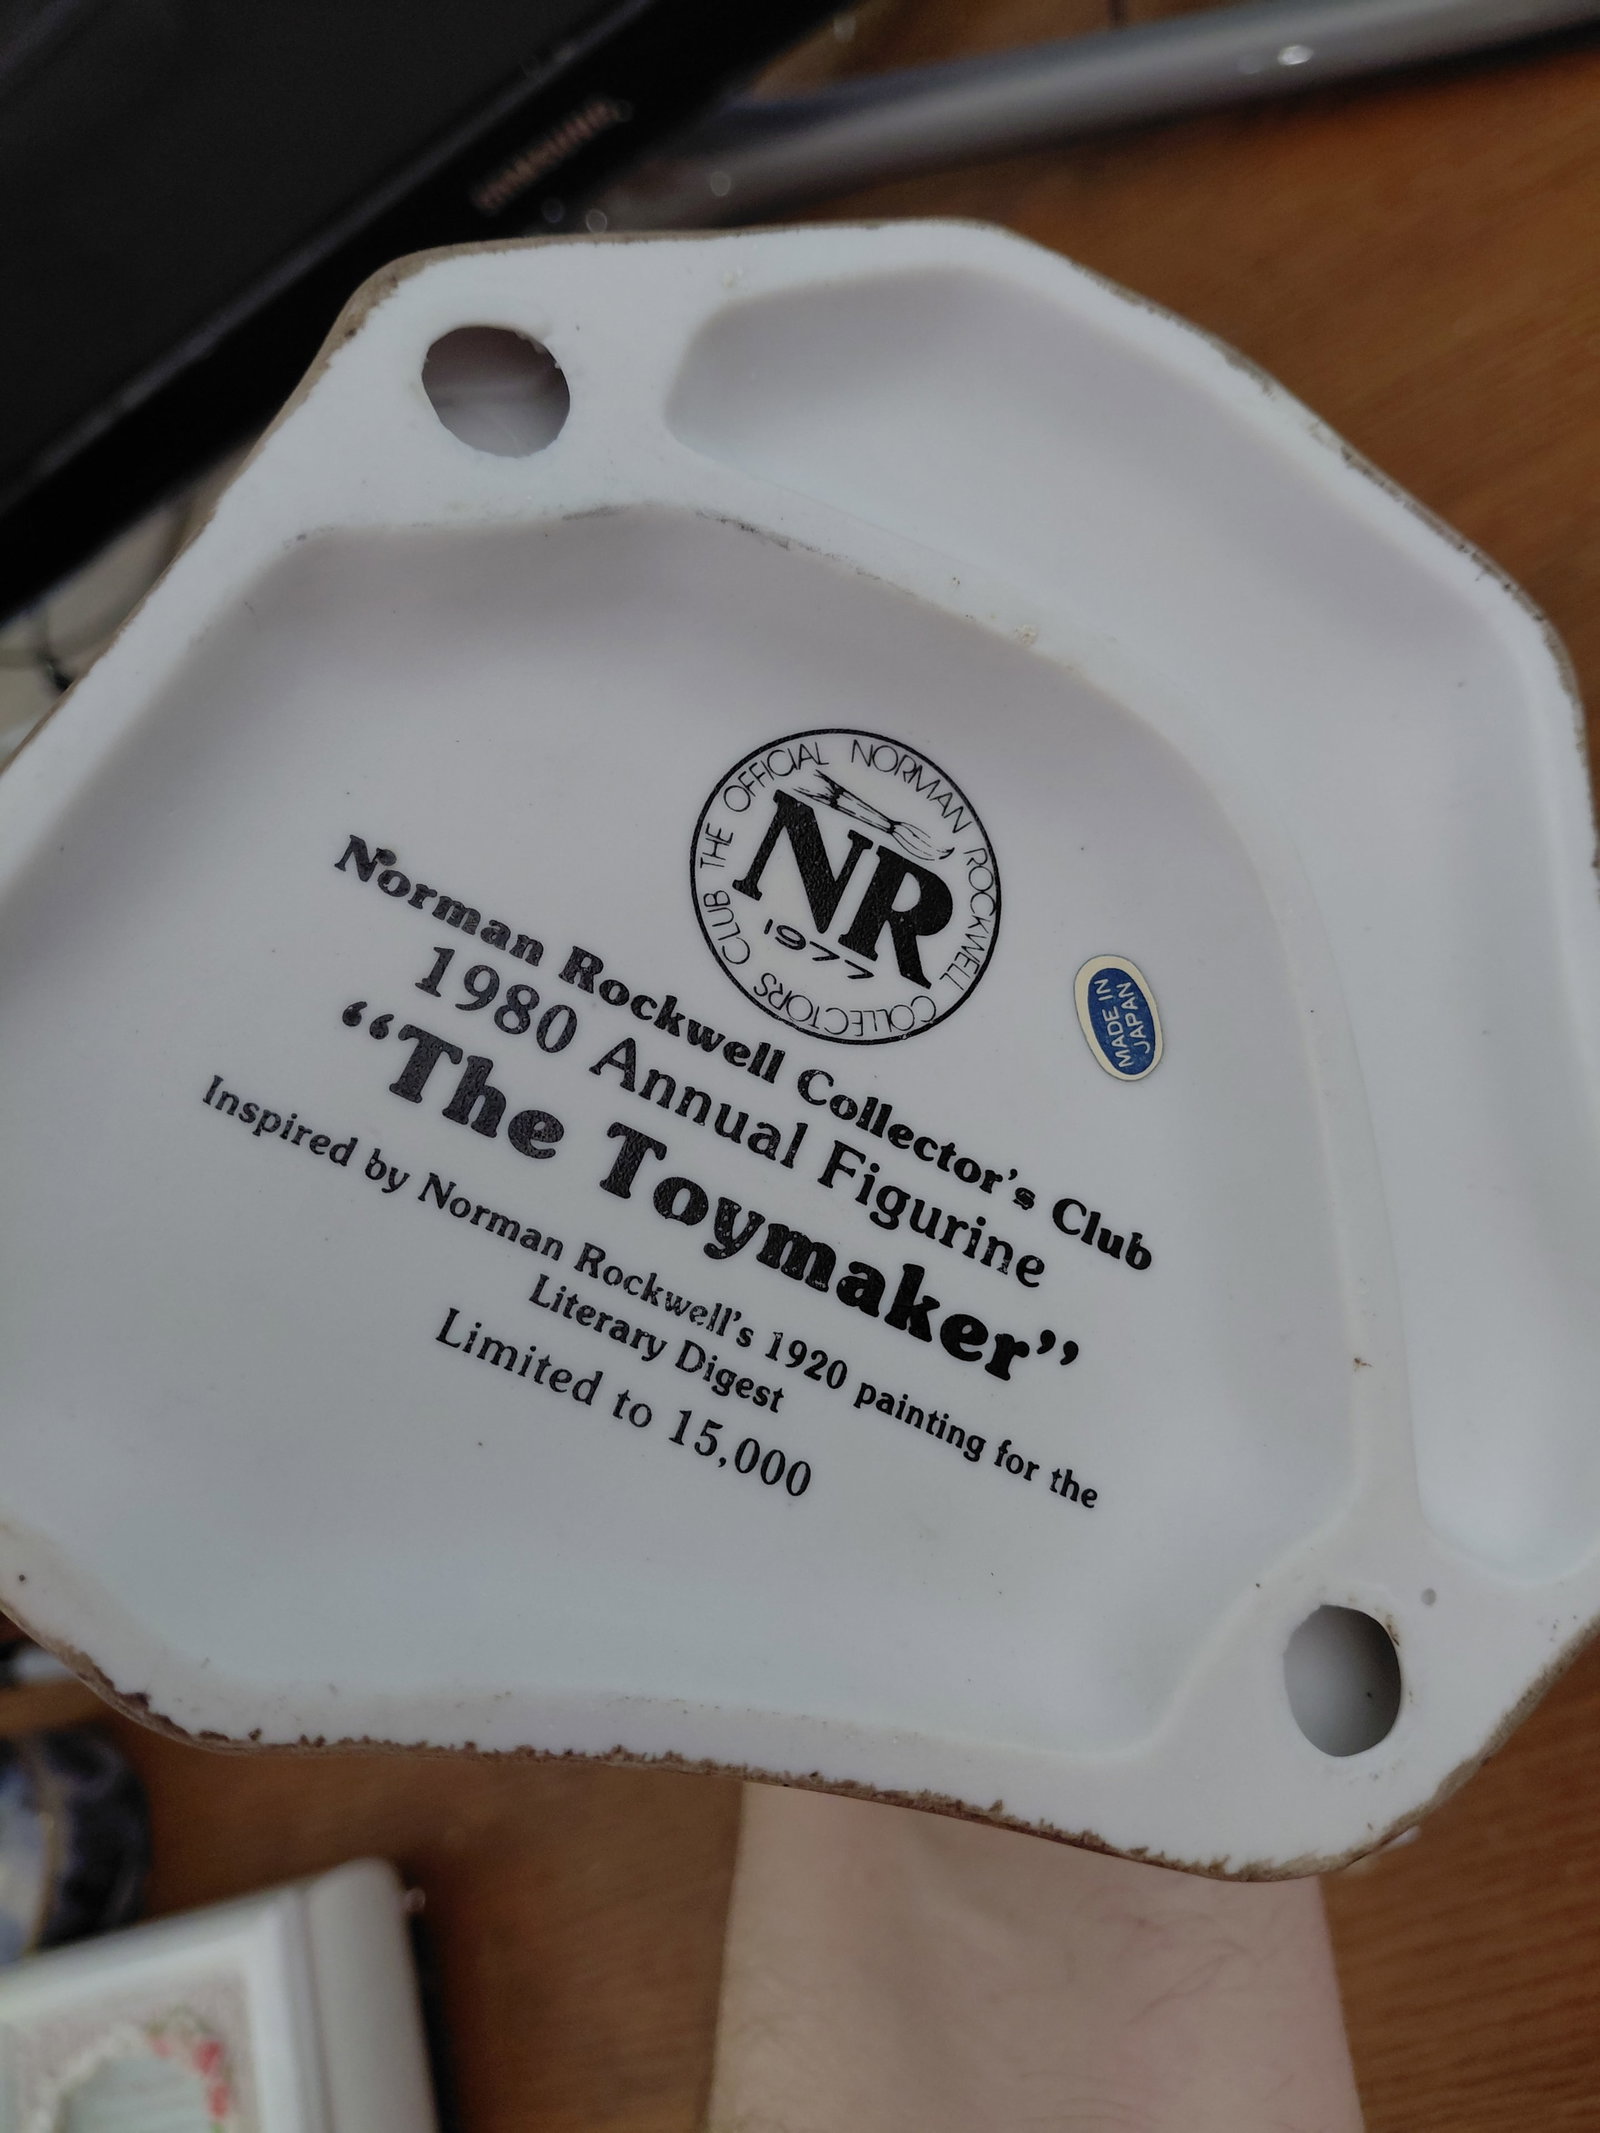 THE OFFICIAL NORMAN ROCKWELL COLLECTORS CLUB
NR
1977
MADE IN
JAPAN
Norman Rockwell Collector's Club
1980 Annual Figurine
“The Toymaker”
Inspired by Norman Rockwell's 1920 painting for the
Literary Digest
Limited to 15,000